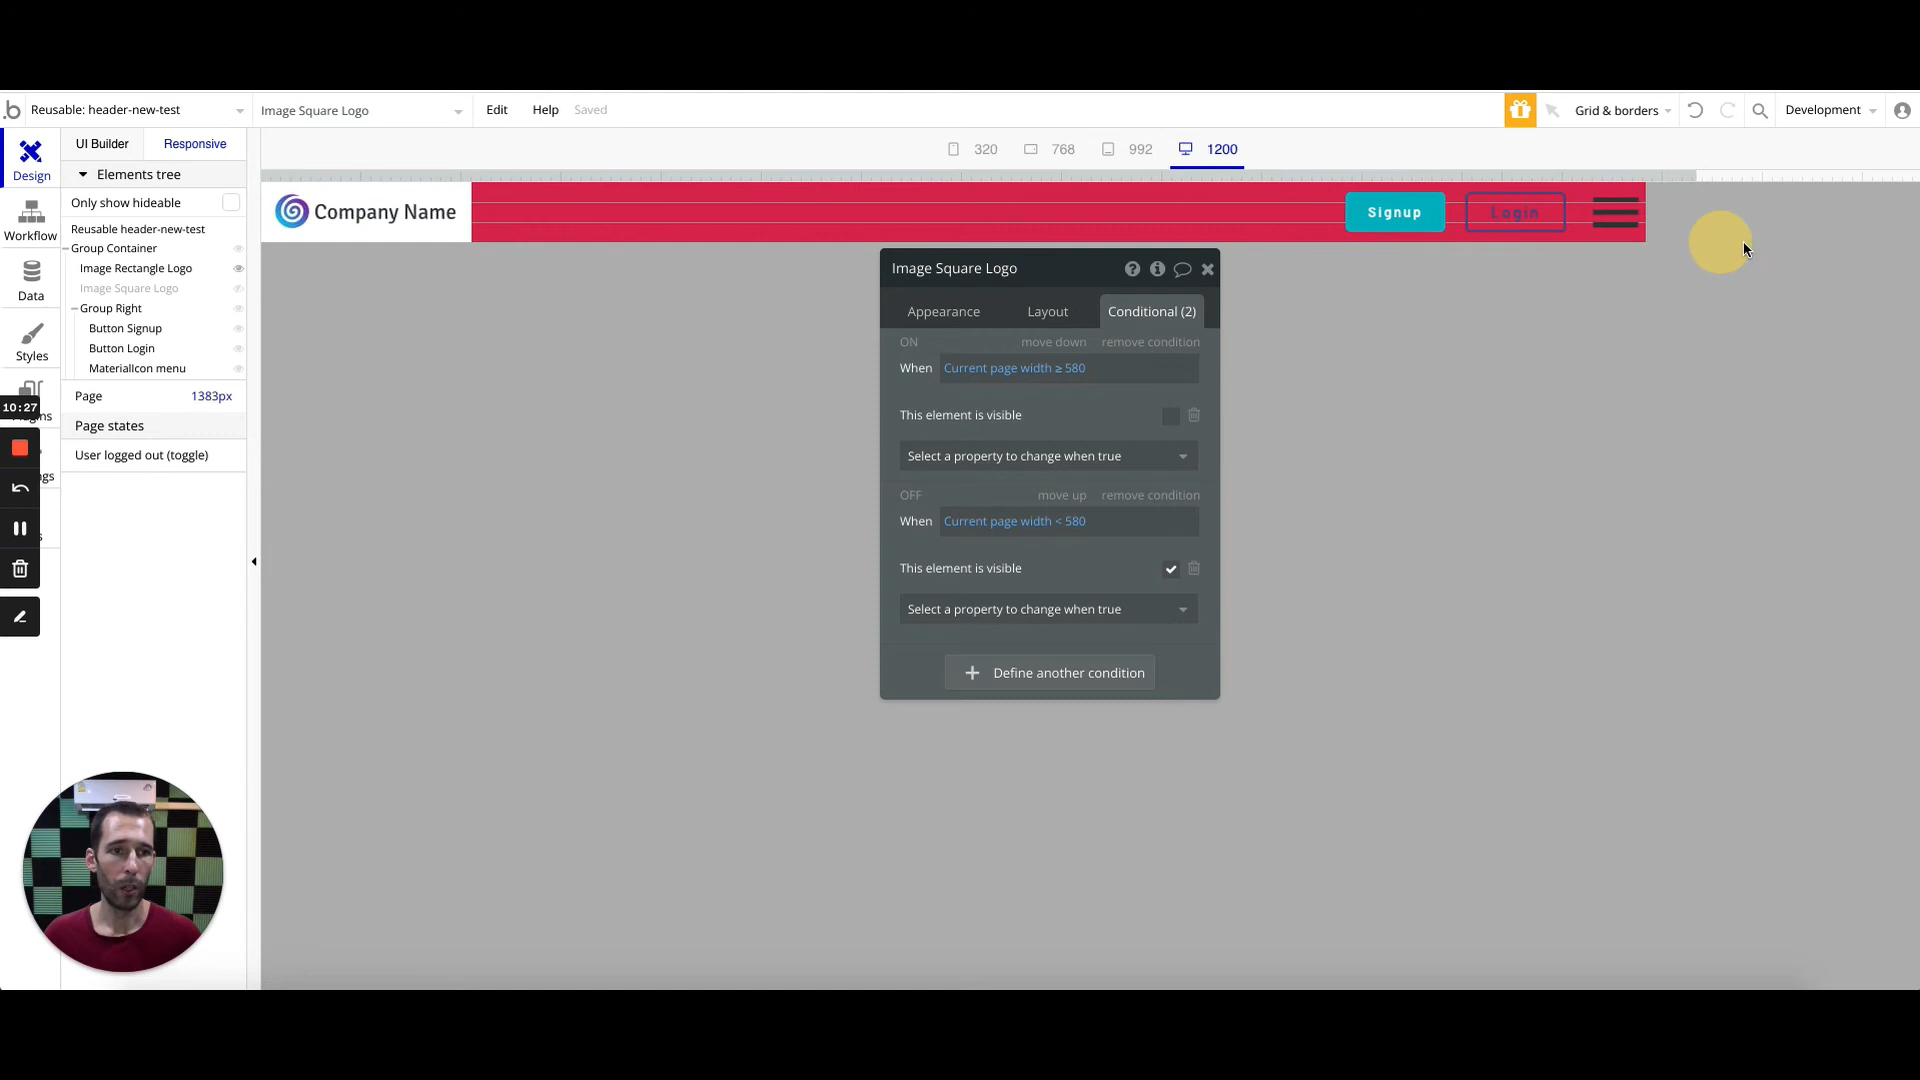 .b Reusable: header-new-test Image Square Logo Edit Help Saved Grid & borders Development
UI Builder Responsive
320 768 992 1200
Design
Elements tree
Only show hideable
Reusable header-new-test
Group Container
Image Rectangle Logo
Image Square Logo
Group Right
Button Signup
Button Login
MaterialIcon menu
Page 1383px
Page states
User logged out (toggle)
Workflow
Data
Styles
10:27
Company Name
Signup
Login
Image Square Logo
Appearance Layout Conditional (2)
ON move down remove condition
When Current page width ≥ 580
This element is visible
Select a property to change when true
OFF move up remove condition
When Current page width < 580
This element is visible
Select a property to change when true
+ Define another condition